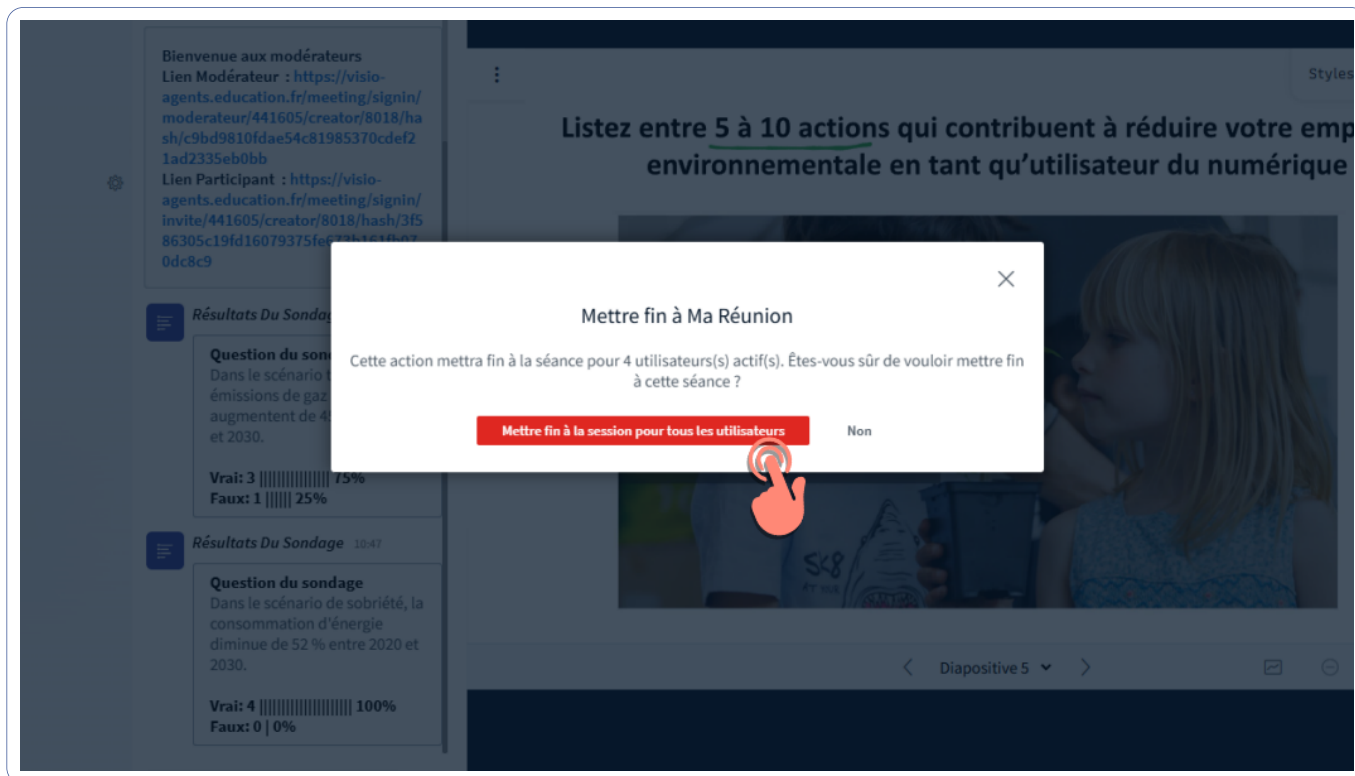 Bienvenue aux modérateurs
Lien Modérateur : https://visio-
agents.education.fr/meeting/signin/
moderateur/441605/creator/8018/ha
sh/c9bd9810fdae54c81985370cdef2
1ad2335eb0bb
Lien Participant : https://visio-
agents.education.fr/meeting/signin/
invite/441605/creator/8018/hash/3f5
86305c19fd16079375fe673b161fb07
0dc8c9
Résultats Du Sondag
Question du son
Dans le scénario t
émissions de gaz
augmentent de 4
et 2030.
Vrai: 3 |||||||||||||||| 75%
Faux: 1 |||||| 25%
Résultats Du Sondage 10:47
Question du sondage
Dans le scénario de sobriété, la
consommation d'énergie
diminue de 52 % entre 2020 et
2030.
Vrai: 4 ||||||||||||||||||||| 100%
Faux: 0 | 0%
Styles
Listez entre 5 à 10 actions qui contribuent à réduire votre emp
environnementale en tant qu’utilisateur du numérique
Mettre fin à Ma Réunion
Cette action mettra fin à la séance pour 4 utilisateurs(s) actif(s). Êtes-vous sûr de vouloir mettre fin
à cette séance ?
Mettre fin à la session pour tous les utilisateurs
Non
SK8
Diapositive 5